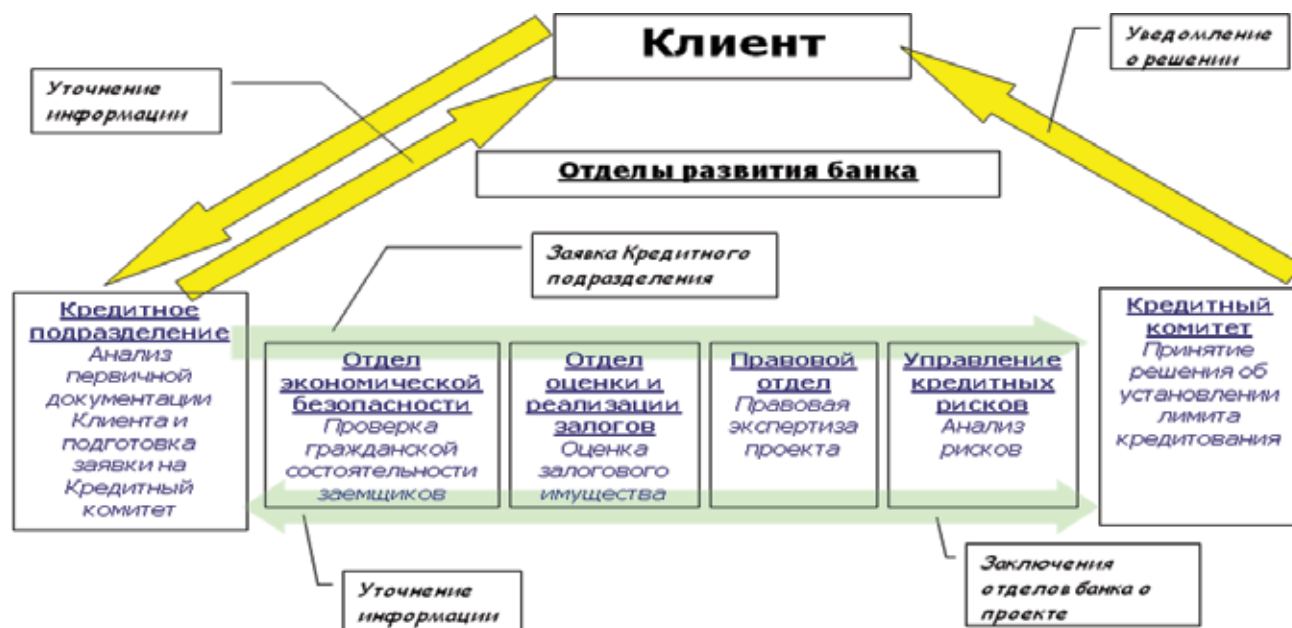 Клиент
Уведомление
о решении
Уточнение
информации
Отделы развития банка
Заявка Кредитного
подразделения
Кредитное
подразделение
Анализ
первичной
документации
Клиента и
подготовка
заявки на
Кредитный
комитет
Отдел
экономической
безопасности
Проверка
гражданской
состоятельности
заемщиков
Отдел
оценки и
реализации
залогов
Оценка
залогового
имущества
Правовой
отдел
Правовая
экспертиза
проекта
Управление
кредитных
рисков
Анализ
рисков
Кредитный
комитет
Принятие
решения об
установлении
лимита
кредитования
Уточнение
информации
Заключения
отделов банка о
проекте